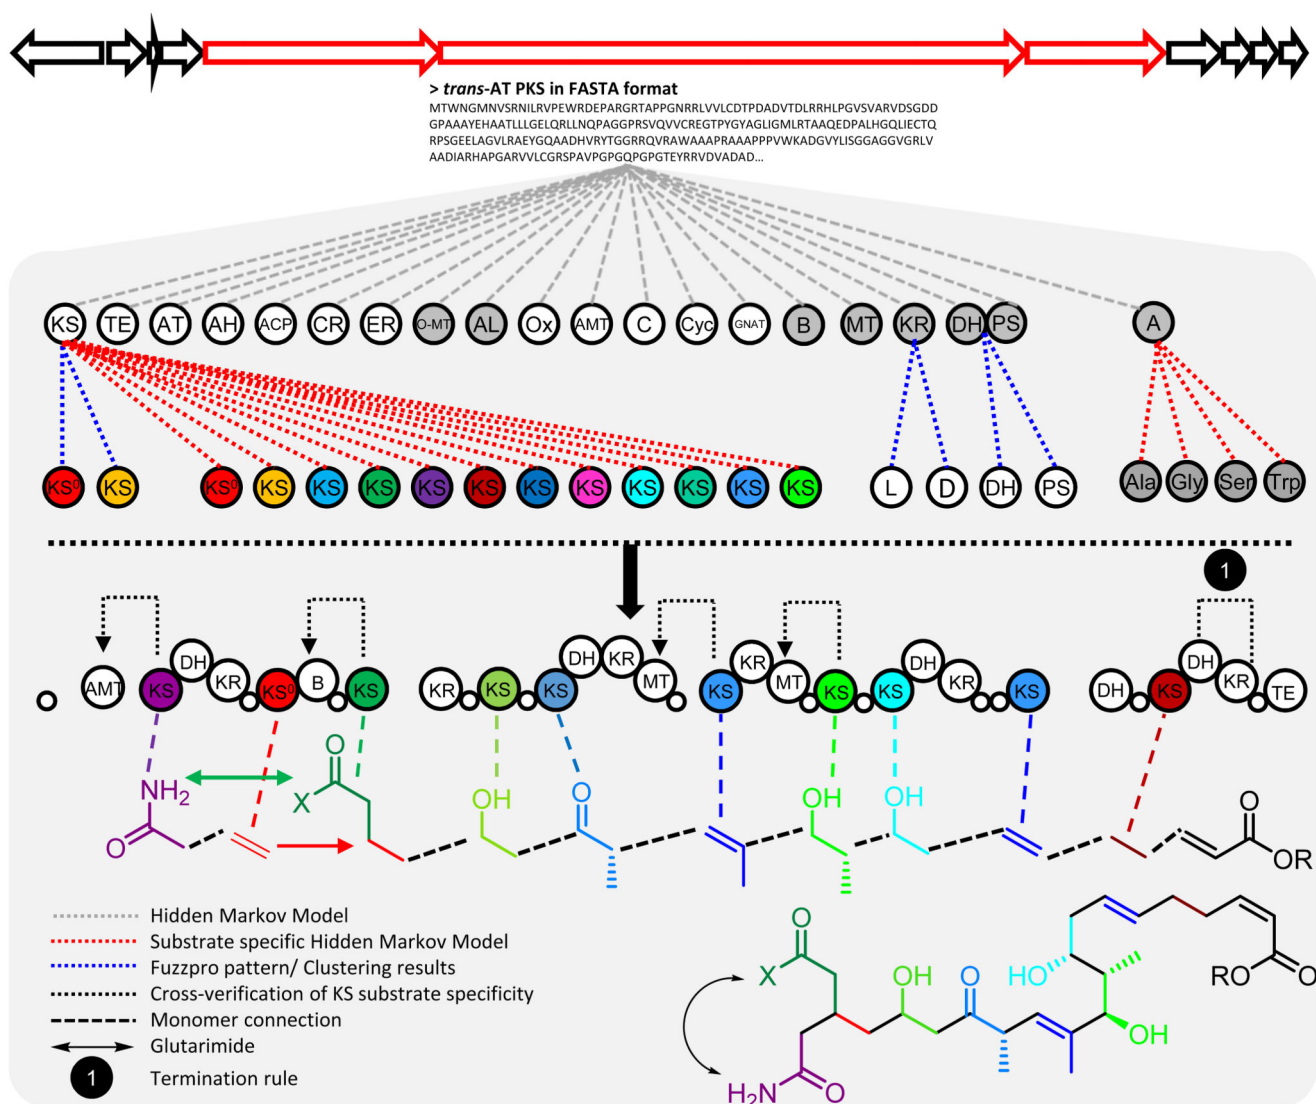 > trans-AT PKS in FASTA format
MTWNGMNVSRNILRVPEWRDEPARGRTAPPGNRRLVVLCDTPDADVTDLRRHLPGVSVARVDSGDD
GPAAAYEHAATLLLGELQRLLNQPAGGPRSVQVVCREGTPYGYAGLIGMLRTAAQEDPALHGQLIECTQ
RPSGEELAGVLRAEYGQAADHVRYTGGRRQVRAWAAAPRAAAPPPVWKADGVYLISGGAGGVGRLV
AADIARHAPGARVVLCGRSPAVPGPGQPGPGTEYRRVDVADAD...
KS TE AT AH ACP CR ER O-MT AL Ox AMT C Cyc GNAT B MT KR DH PS A
KS⁰ KS KS⁰ KS KS KS KS KS KS KS KS KS KS KS L D DH PS Ala Gly Ser Trp
1
AMT KS DH KR KS⁰ B KS KR KS KS DH KR MT KS KR MT KS KS DH KR KS DH KS DH KR TE
NH₂ O X O OH O OH OH O OR
Hidden Markov Model
Substrate specific Hidden Markov Model
Fuzzpro pattern/ Clustering results
Cross-verification of KS substrate specificity
Monomer connection
Glutarimide
1 Termination rule
O X OH O HO RO O OH
H₂N O